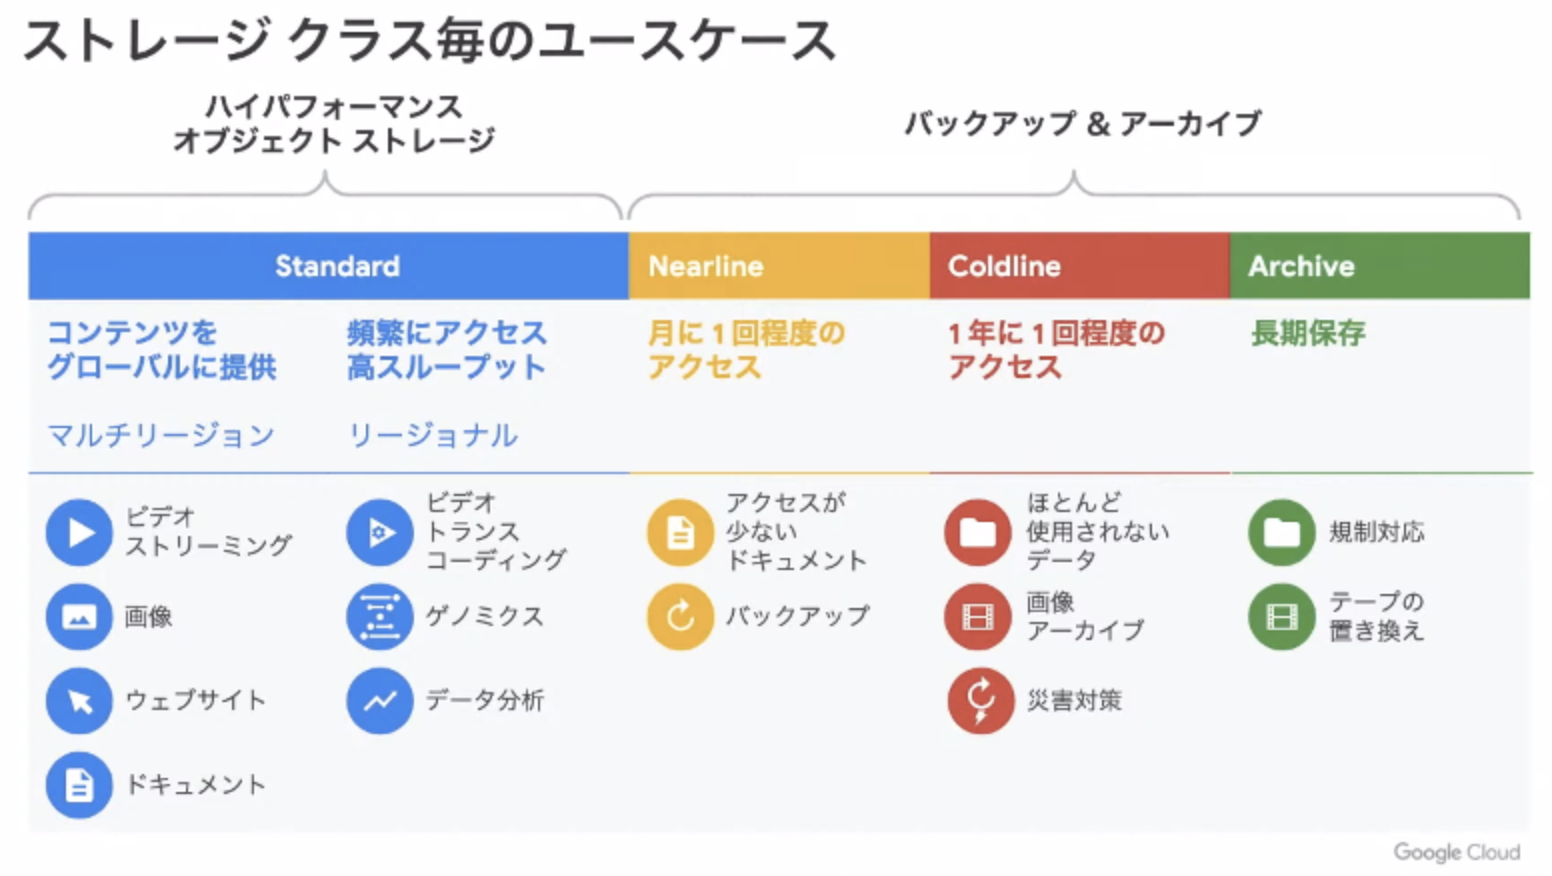 ストレージ クラス毎のユースケース
ハイパフォーマンス
オブジェクト ストレージ
バックアップ & アーカイブ
Standard
Nearline
Coldline
Archive
コンテンツを
グローバルに提供
マルチリージョン
頻繁にアクセス
高スループット
リージョナル
月に 1 回程度の
アクセス
1 年に 1 回程度の
アクセス
長期保存
ビデオ
ストリーミング
画像
ウェブサイト
ドキュメント
ビデオ
トランス
コーディング
ゲノミクス
データ分析
アクセスが
少ない
ドキュメント
バックアップ
ほとんど
使用されない
データ
画像
アーカイブ
災害対策
規制対応
テープの
置き換え
Google Cloud